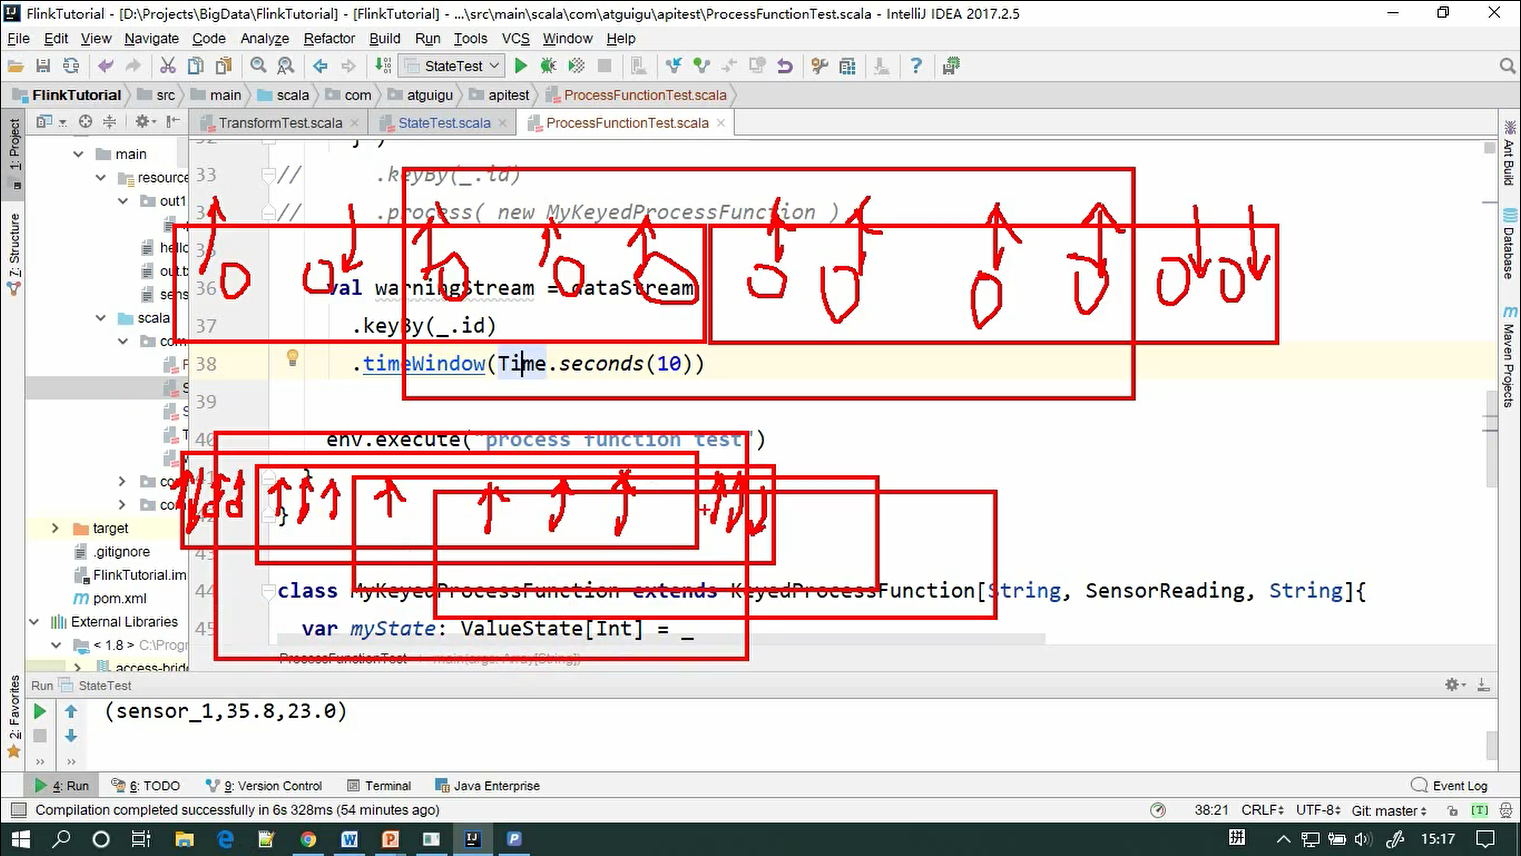 FlinkTutorial - [D:\Projects\BigData\FlinkTutorial] - [FlinkTutorial] - ...\src\main\scala\com\atguigu\apitest\ProcessFunctionTest.scala - IntelliJ IDEA 2017.2.5
File Edit View Navigate Code Analyze Refactor Build Run Tools VCS Window Help
StateTest
FlinkTutorial src main scala com atguigu apitest ProcessFunctionTest.scala
TransformTest.scala StateTest.scala ProcessFunctionTest.scala
1: Project
7: Structure
2: Favorites
Ant Build
Database
Maven Projects
main
resource
out1
hello
out.t
sens
scala
co
target
.gitignore
FlinkTutorial.im
pom.xml
External Libraries
< 1.8 > C:\Progr
access-brid
33 // .keyBy(_.id)
// .process( new MyKeyedProcessFunction )
36 val warningStream = dataStream
37 .keyBy(_.id)
38 .timeWindow(Time.seconds(10))
39
40 env.execute("process function test")
}
}
43
44 class MyKeyedProcessFunction extends KeyedProcessFunction[String, SensorReading, String]{
45 var myState: ValueState[Int] = _
ProcessFunctionTest main(args: Array[String])
Run StateTest
(sensor_1,35.8,23.0)
4: Run 6: TODO 9: Version Control Terminal Java Enterprise Event Log
Compilation completed successfully in 6s 328ms (54 minutes ago) 38:21 CRLF UTF-8 Git: master [T]
15:17